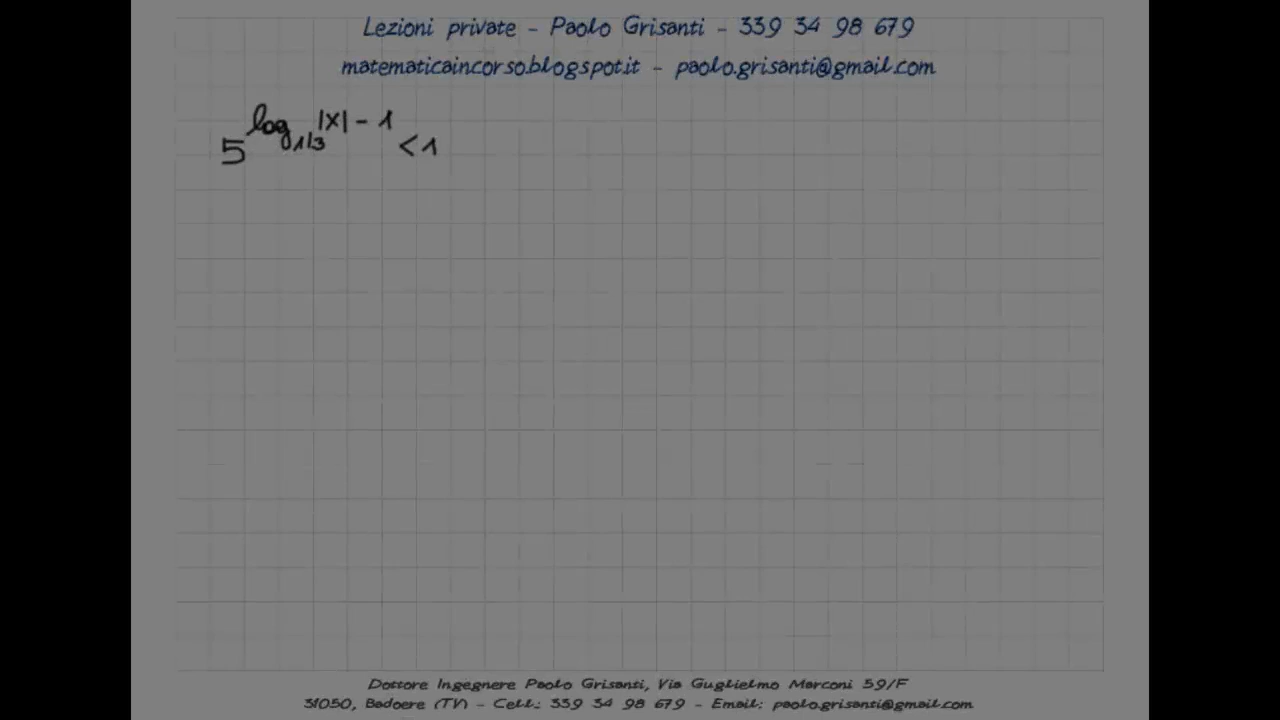 Lezioni private - Paolo Grisanti - 339 34 98 679
matematicaincorso.blogspot.it - paolo.grisanti@gmail.com
5^{log_{1/3} |x| - 1} < 1
Dottore Ingegnere Paolo Grisanti, Via Guglielmo Marconi 59/F
31050, Badoere (TV) - Cell.: 339 34 98 679 - Email: paolo.grisanti@gmail.com